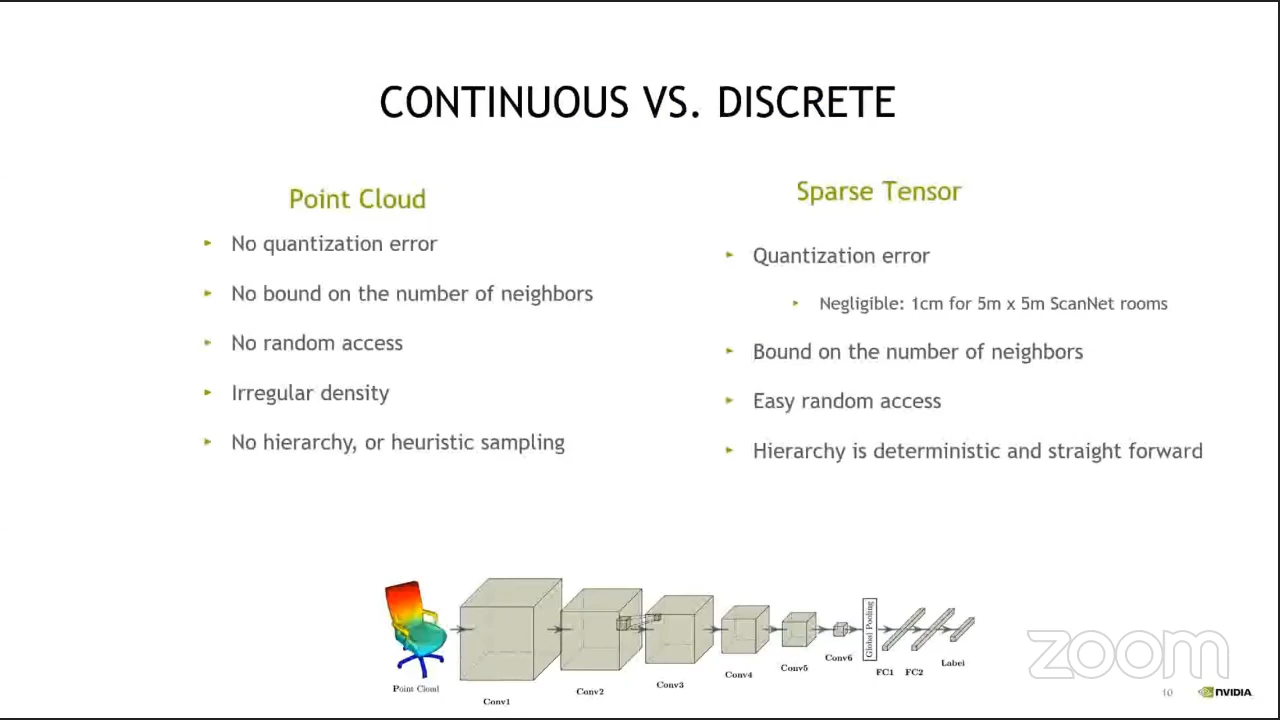 CONTINUOUS VS. DISCRETE
Point Cloud
No quantization error
No bound on the number of neighbors
No random access
Irregular density
No hierarchy, or heuristic sampling
Sparse Tensor
Quantization error
Negligible: 1cm for 5m x 5m ScanNet rooms
Bound on the number of neighbors
Easy random access
Hierarchy is deterministic and straight forward
Point Cloud
Conv1
Conv2
Conv3
Conv4
Conv5
Conv6
Global Pooling
FC1
FC2
Label
zoom
10
NVIDIA